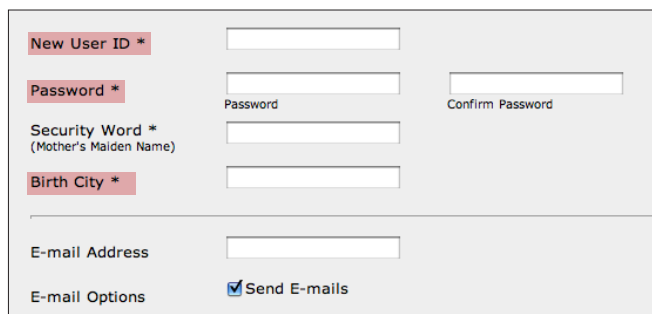 New User ID *
Password *
Password Confirm Password
Security Word *
(Mother's Maiden Name)
Birth City *
E-mail Address
E-mail Options Send E-mails